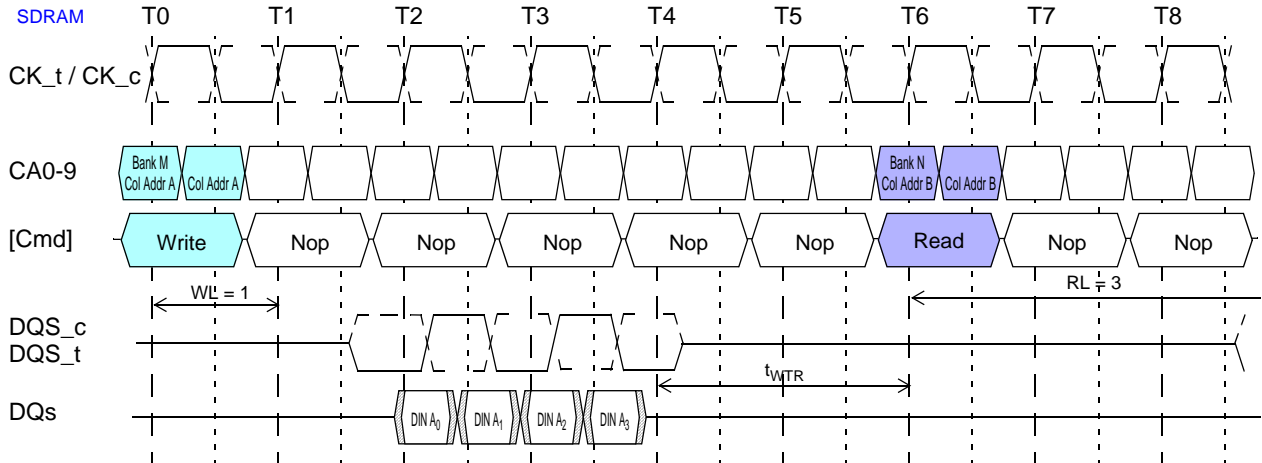 SDRAM T0 T1 T2 T3 T4 T5 T6 T7 T8
CK_t / CK_c
CA0-9
Bank M
Col Addr A
Col Addr A
Bank N
Col Addr B
Col Addr B
[Cmd] Write Nop Nop Nop Nop Nop Read Nop Nop
WL = 1
RL = 3
DQS_c
DQS_t
tWTR
DQs DIN A0 DIN A1 DIN A2 DIN A3